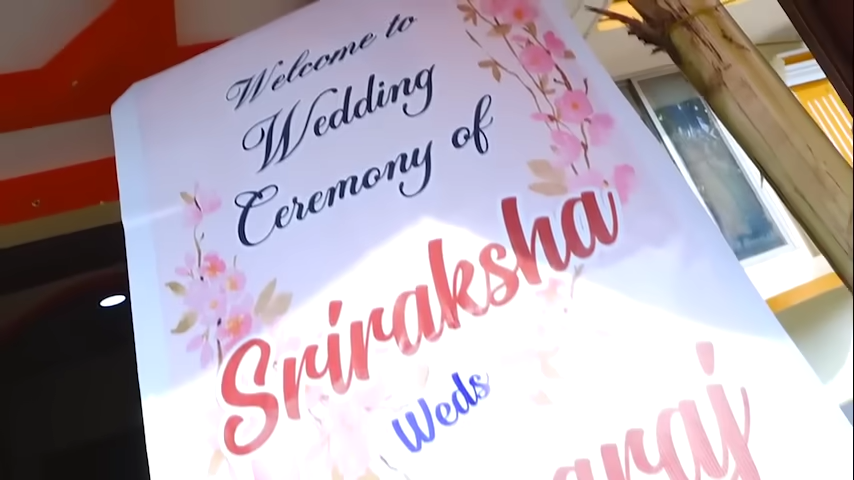 Welcome to
Wedding
Ceremony of
Sriraksha
Weds